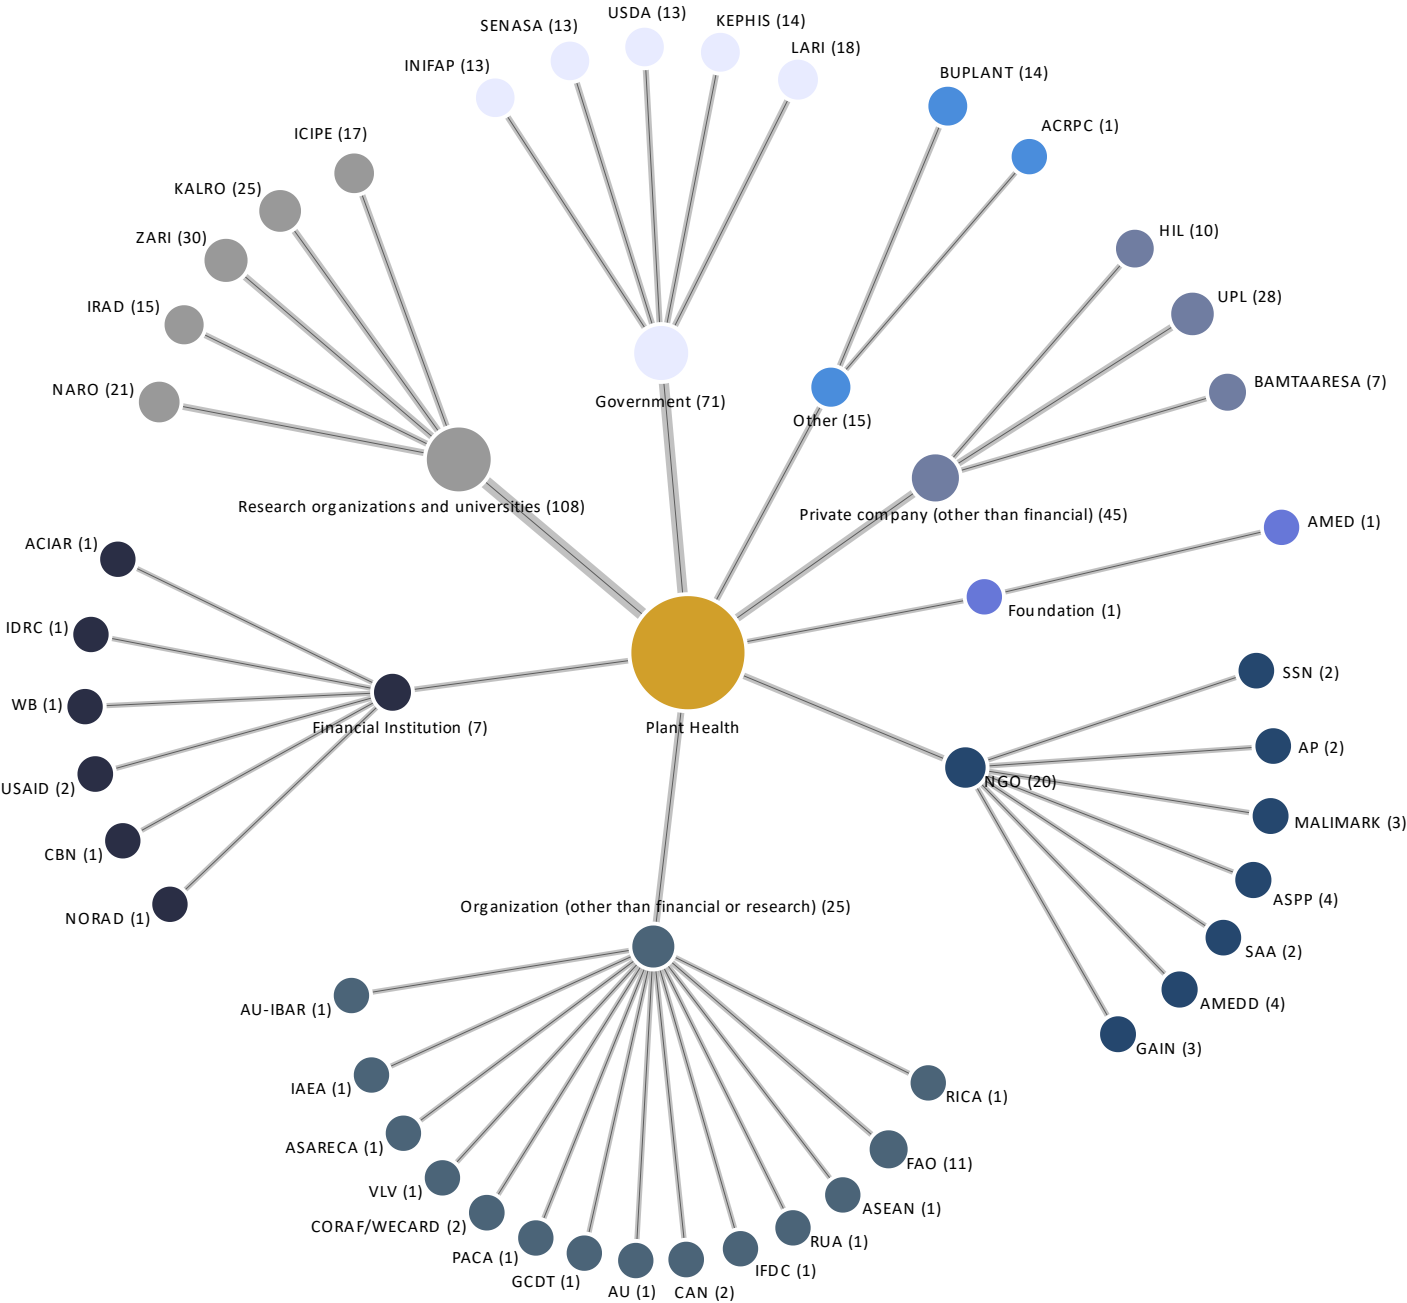 USDA (13)
KEPHIS (14)
SENASA (13)
LARI (18)
INIFAP (13)
BUPLANT (14)
ACRPC (1)
ICIPE (17)
KALRO (25)
HIL (10)
ZARI (30)
UPL (28)
IRAD (15)
BAMTAARESA (7)
NARO (21)
Government (71)
Other (15)
Research organizations and universities (108)
Private company (other than financial) (45)
AMED (1)
ACIAR (1)
Foundation (1)
IDRC (1)
SSN (2)
WB (1)
Financial Institution (7)
Plant Health
AP (2)
NGO (20)
USAID (2)
MALIMARK (3)
CBN (1)
ASPP (4)
Organization (other than financial or research) (25)
NORAD (1)
SAA (2)
AMEDD (4)
AU-IBAR (1)
GAIN (3)
IAEA (1)
RICA (1)
ASARECA (1)
FAO (11)
VLV (1)
ASEAN (1)
CORAF/WECARD (2)
RUA (1)
PACA (1)
IFDC (1)
GCDT (1)
AU (1)
CAN (2)